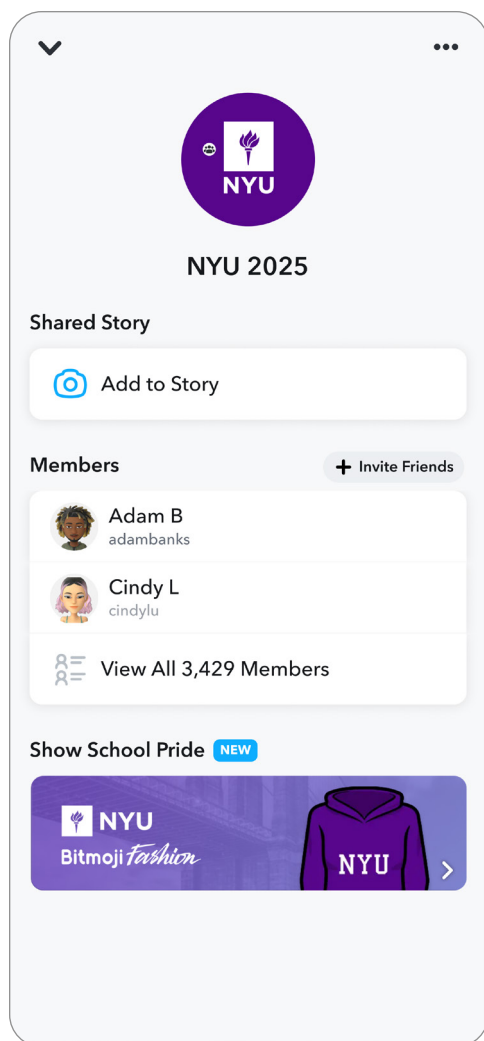 NYU
NYU 2025
Shared Story
Add to Story
Members
+ Invite Friends
Adam B
adambanks
Cindy L
cindylu
View All 3,429 Members
Show School Pride NEW
NYU
Bitmoji Fashion
NYU